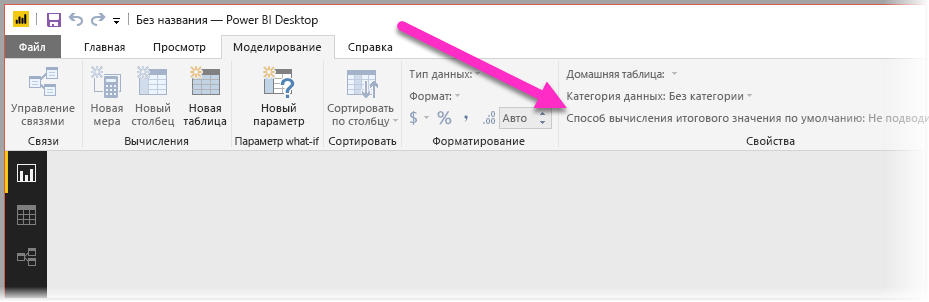 Без названия — Power BI Desktop
Файл Главная Просмотр Моделирование Справка
Управление связями
Новая мера
Новый столбец
Новая таблица
Новый параметр
Сортировать по столбцу
Тип данных:
Формат:
$ % , .00 Авто
Домашняя таблица:
Категория данных: Без категории
Способ вычисления итогового значения по умолчанию: Не подводи
Связи Вычисления Параметр what-if Сортировать Форматирование Свойства